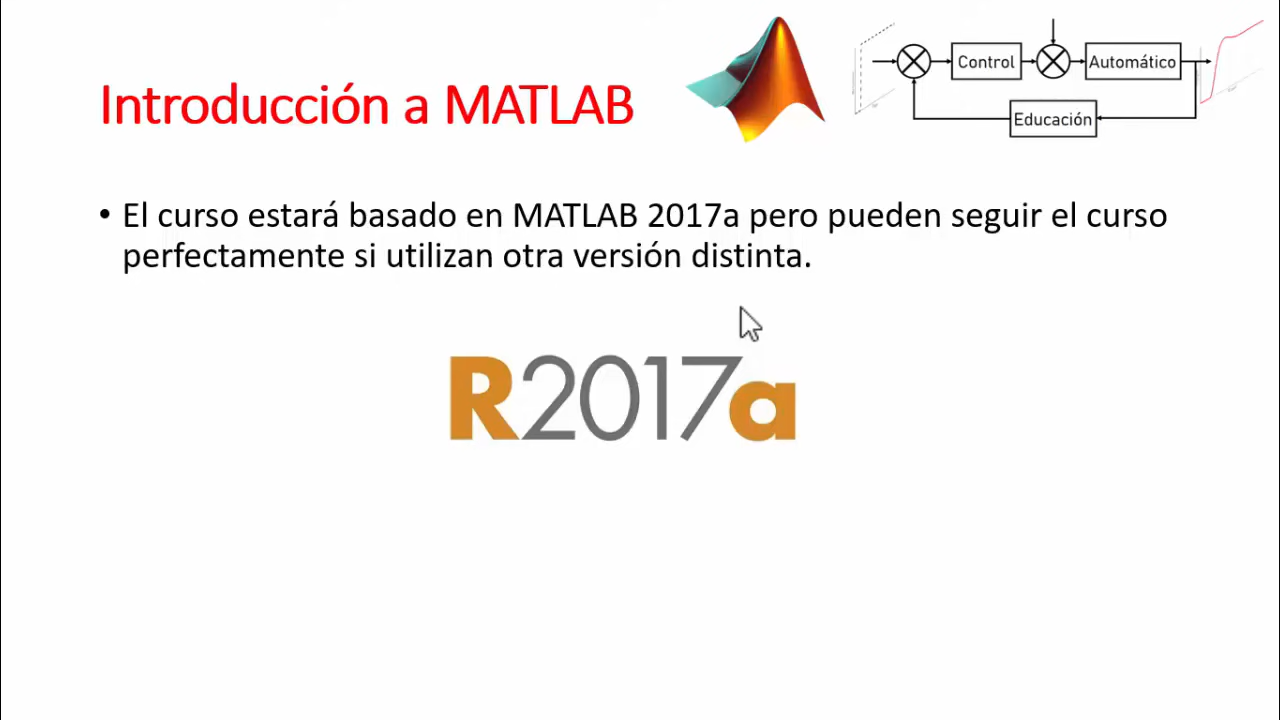 Introducción a MATLAB
Control
Automático
Educación
• El curso estará basado en MATLAB 2017a pero pueden seguir el curso
perfectamente si utilizan otra versión distinta.
R2017a